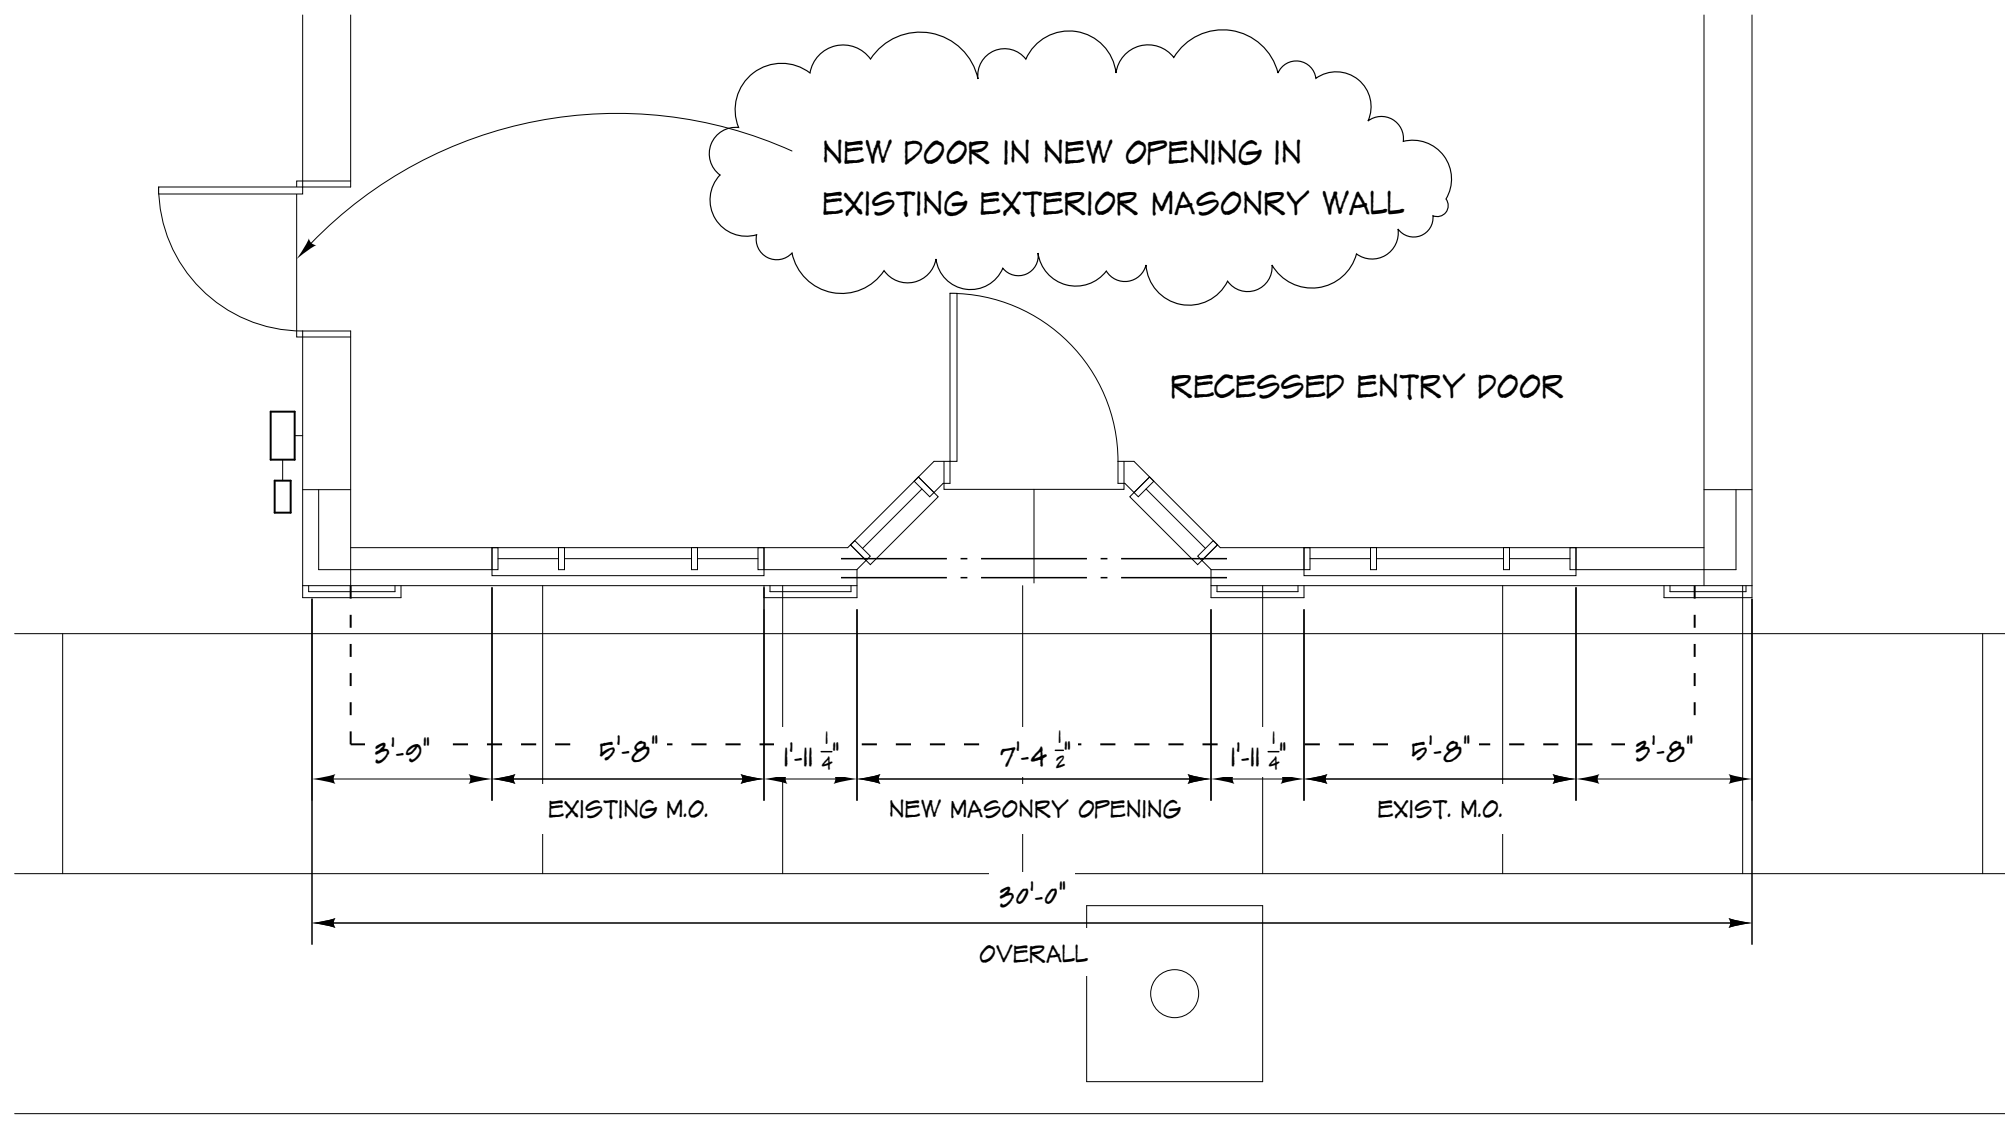 NEW DOOR IN NEW OPENING IN
EXISTING EXTERIOR MASONRY WALL
RECESSED ENTRY DOOR
3'-9" 5'-8" 1'-11 1/4" 7'-4 1/2" 1'-11 1/4" 5'-8" 3'-8"
EXISTING M.O. NEW MASONRY OPENING EXIST. M.O.
30'-0"
OVERALL